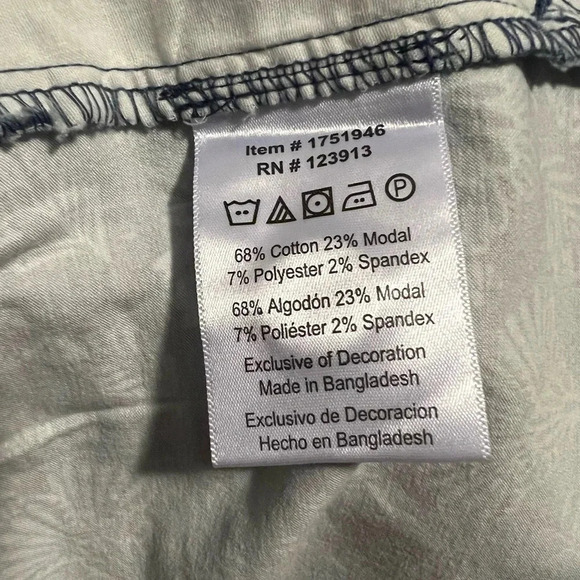 Item # 1751946
RN # 123913
P
68% Cotton 23% Modal
7% Polyester 2% Spandex
68% Algodón 23% Modal
7% Poliéster 2% Spandex
Exclusive of Decoration
Made in Bangladesh
Exclusivo de Decoracion
Hecho en Bangladesh